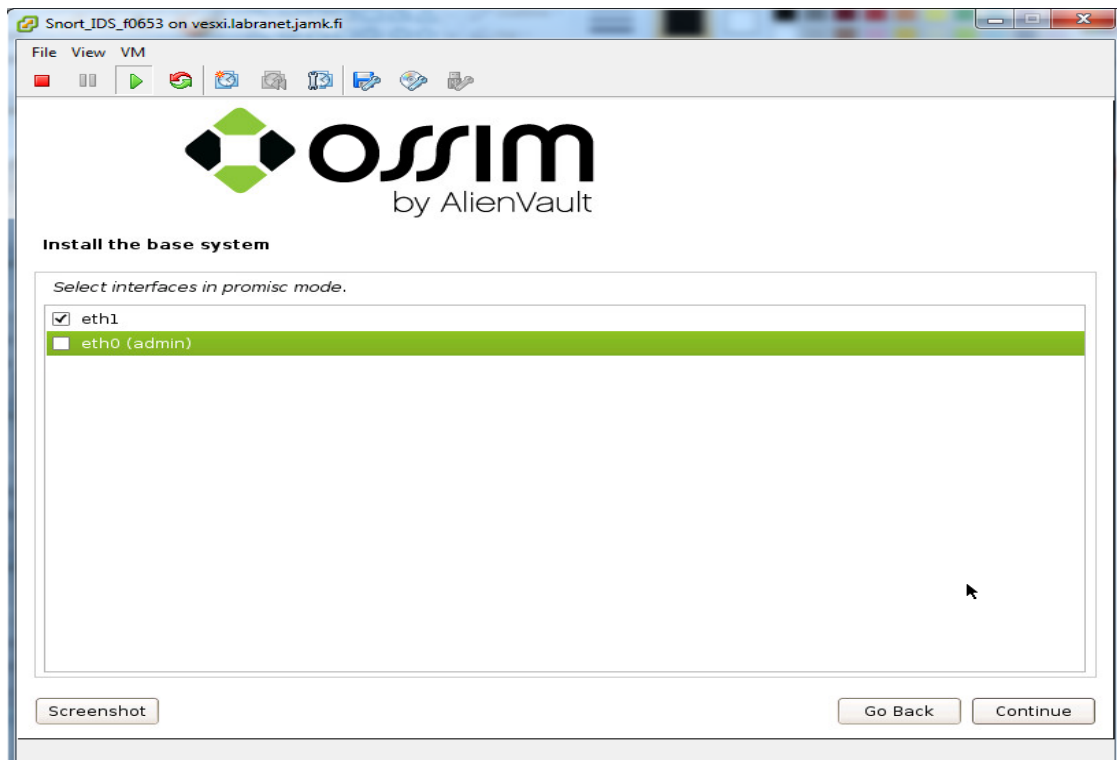 Snort_IDS_f0653 on vesxi.labranet.jamk.fi
File View VM
OSSIM
by AlienVault
Install the base system
Select interfaces in promisc mode.
eth1
eth0 (admin)
Screenshot
Go Back
Continue